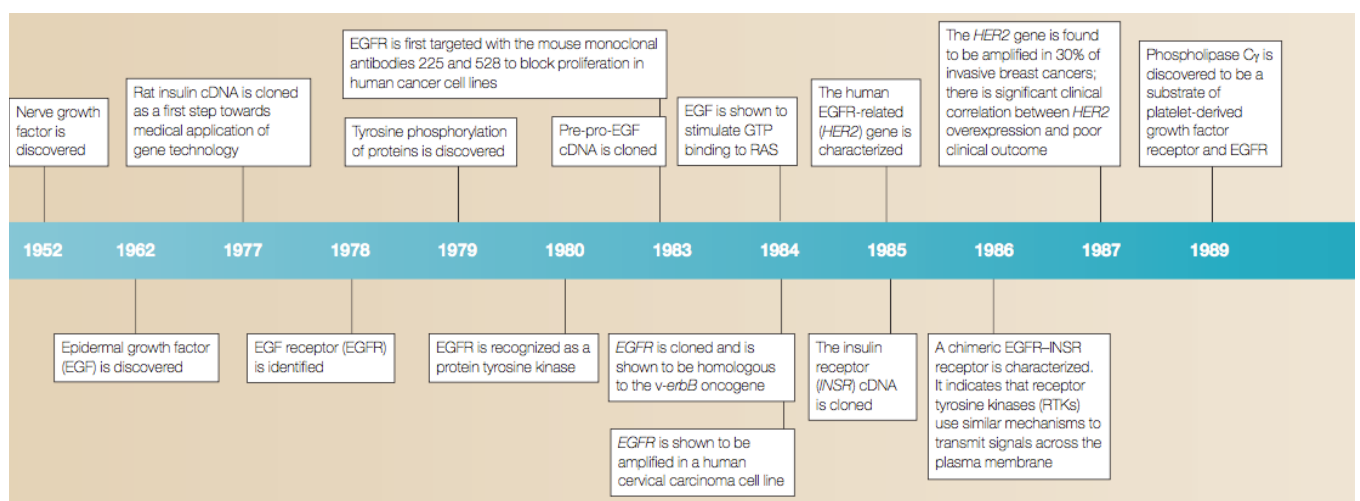 EGFR is first targeted with the mouse monoclonal
antibodies 225 and 528 to block proliferation in
human cancer cell lines
The HER2 gene is found
to be amplified in 30% of
invasive breast cancers;
there is significant clinical
correlation between HER2
overexpression and poor
clinical outcome
Nerve growth
factor is
discovered
Rat insulin cDNA is cloned
as a first step towards
medical application of
gene technology
Tyrosine phosphorylation
of proteins is discovered
Pre-pro-EGF
cDNA is cloned
EGF is shown to
stimulate GTP
binding to RAS
The human
EGFR-related
(HER2) gene is
characterized
Phospholipase Cγ is
discovered to be a
substrate of
platelet-derived
growth factor
receptor and EGFR
1952 1962 1977 1978 1979 1980 1983 1984 1985 1986 1987 1989
Epidermal growth factor
(EGF) is discovered
EGF receptor (EGFR)
is identified
EGFR is recognized as a
protein tyrosine kinase
EGFR is cloned and is
shown to be homologous
to the v-erbB oncogene
EGFR is shown to be
amplified in a human
cervical carcinoma cell line
The insulin
receptor
(INSR) cDNA
is cloned
A chimeric EGFR–INSR
receptor is characterized.
It indicates that receptor
tyrosine kinases (RTKs)
use similar mechanisms to
transmit signals across the
plasma membrane